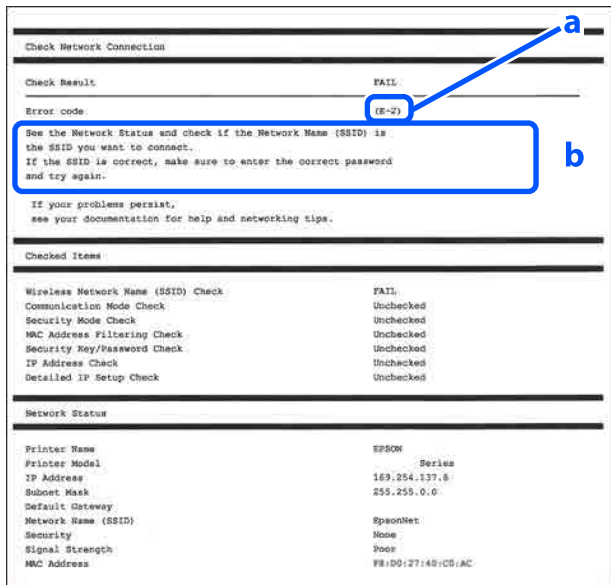 a
Check Network Connection
Check Result FAIL
Error code (E-2)
See the Network Status and check if the Network Name (SSID) is
the SSID you want to connect.
If the SSID is correct, make sure to enter the correct password
and try again.
b
If your problems persist,
see your documentation for help and networking tips.
Checked Items
Wireless Network Name (SSID) Check FAIL
Communication Mode Check Unchecked
Security Mode Check Unchecked
MAC Address Filtering Check Unchecked
Security Key/Password Check Unchecked
IP Address Check Unchecked
Detailed IP Setup Check Unchecked
Network Status
Printer Name EPSON
Printer Model Series
IP Address 169.254.137.8
Subnet Mask 255.255.0.0
Default Gateway
Network Name (SSID) EpsonNet
Security None
Signal Strength Poor
MAC Address F8:D0:27:40:C5:AC